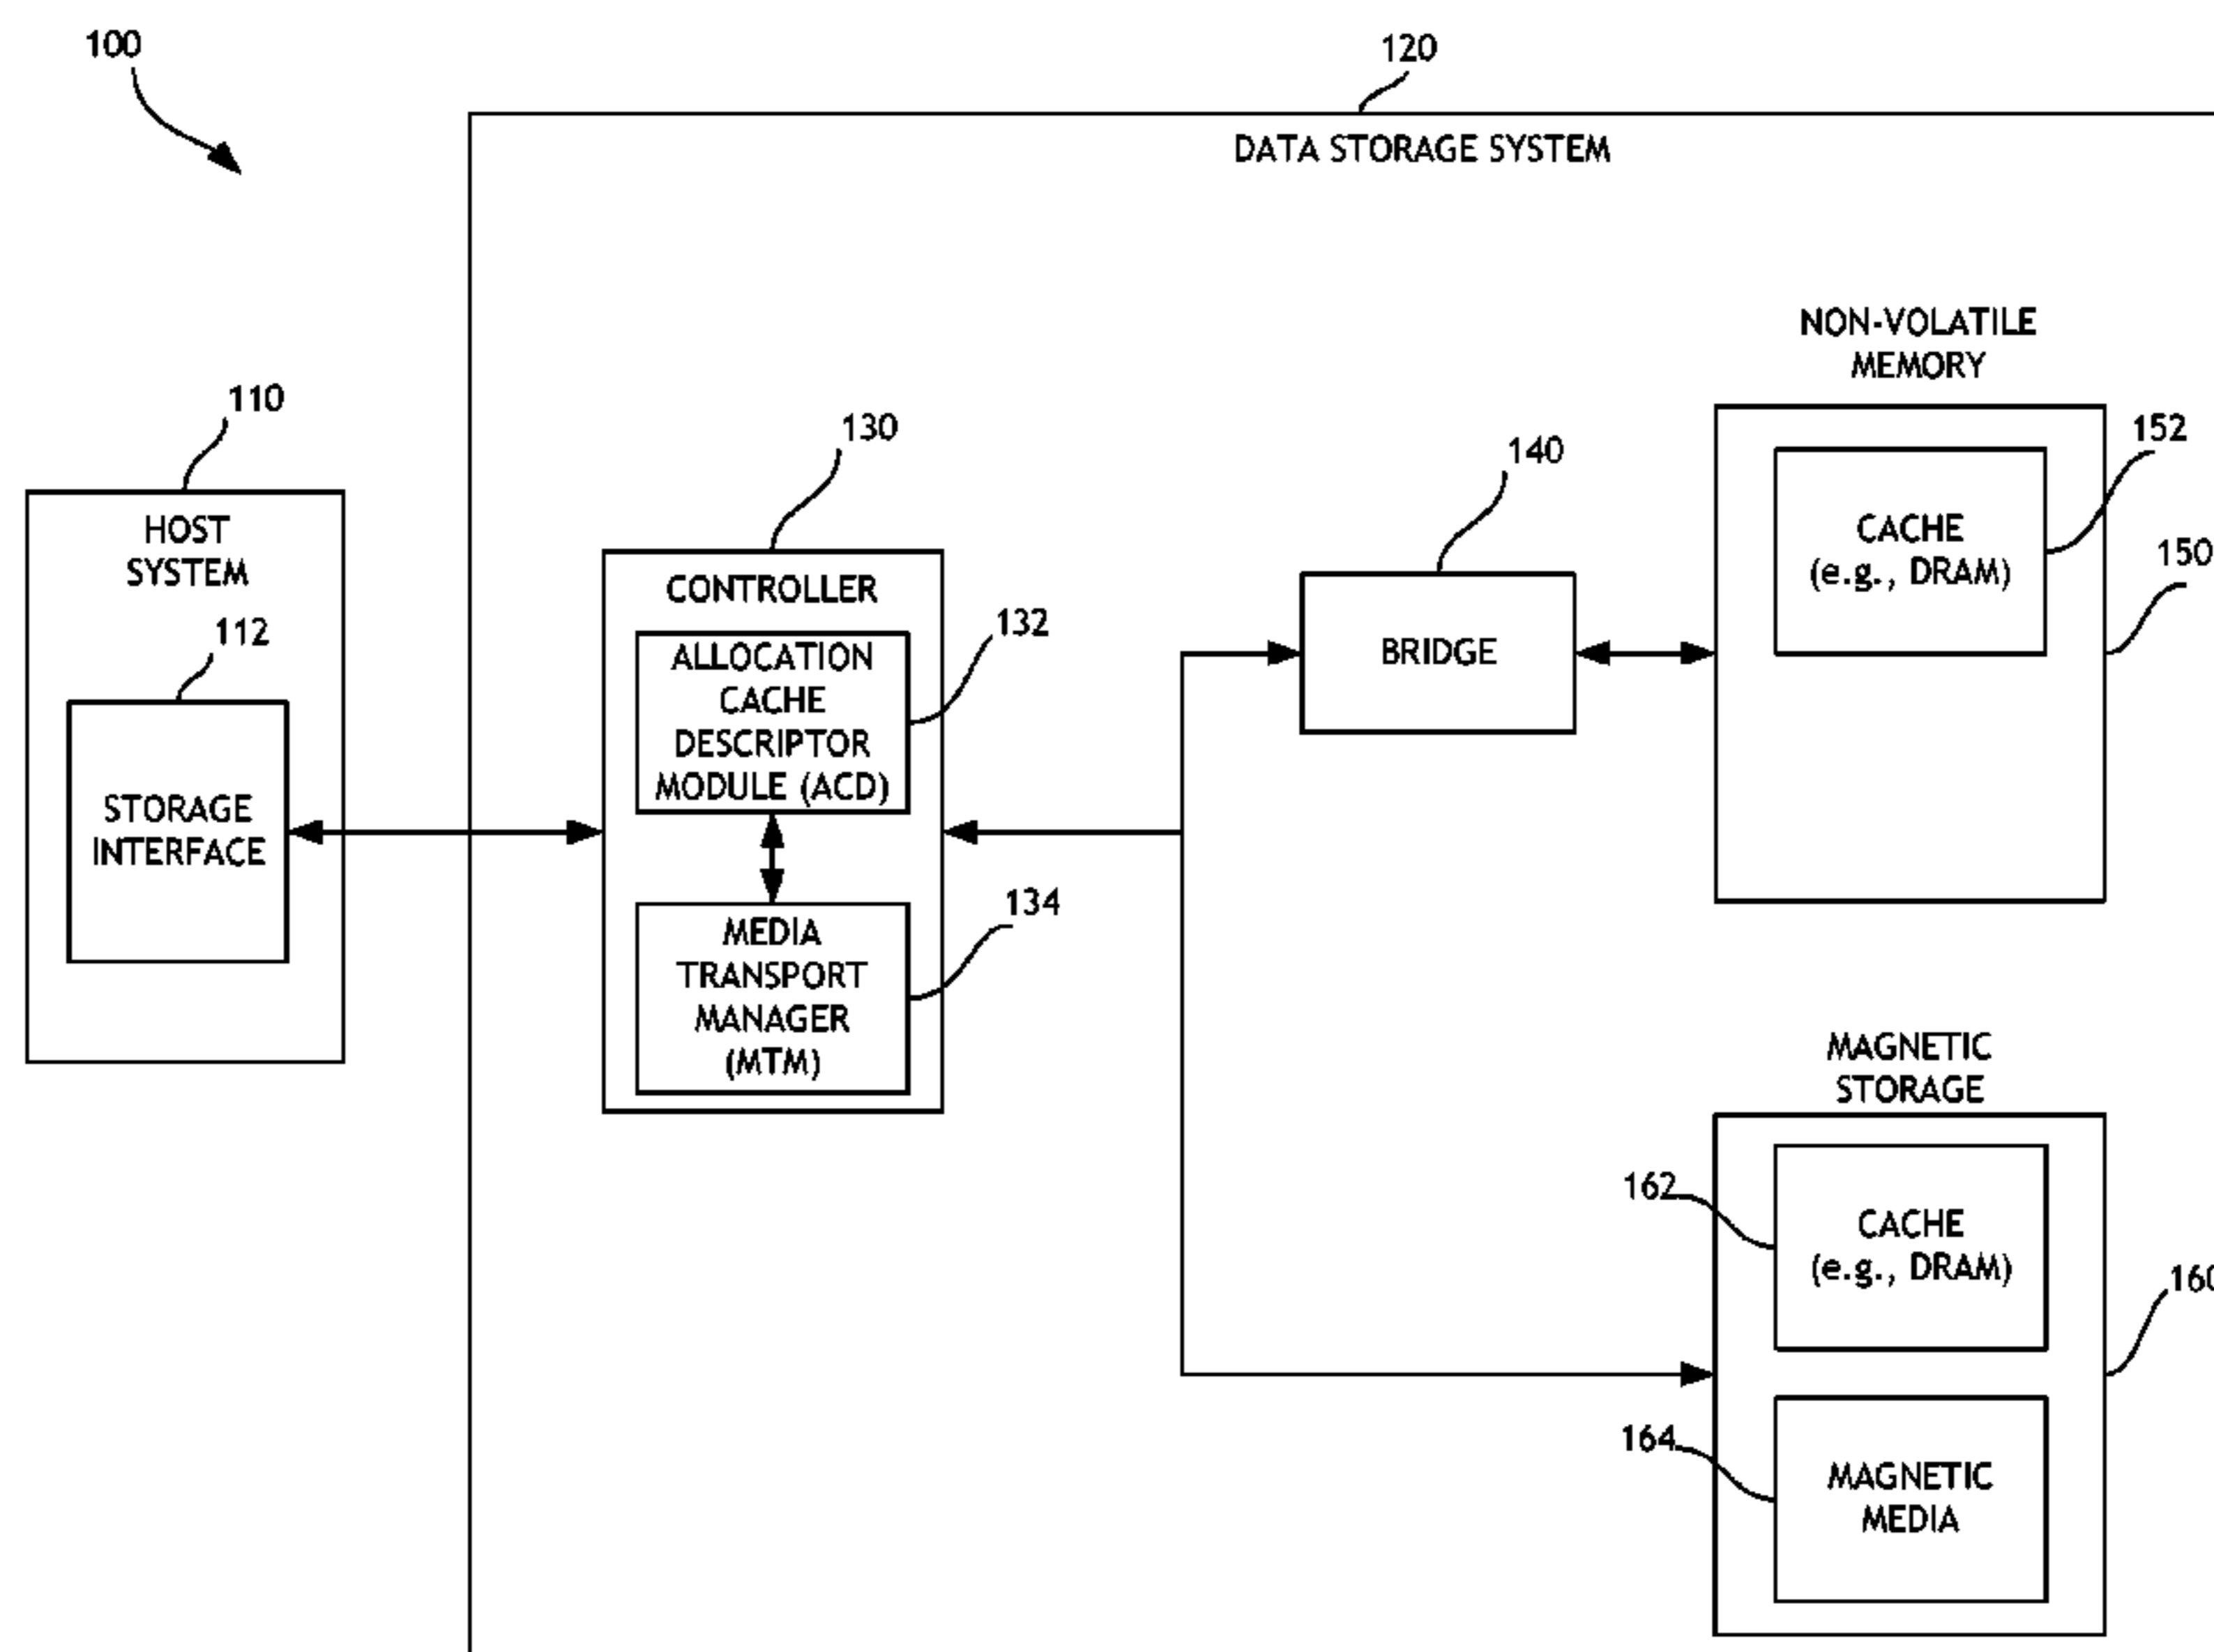 100
120
DATA STORAGE SYSTEM
NON-VOLATILE
MEMORY
110
130
140
152
HOST
SYSTEM
CACHE
(e.g., DRAM)
150
CONTROLLER
112
132
ALLOCATION
CACHE
DESCRIPTOR
MODULE (ACD)
BRIDGE
STORAGE
INTERFACE
134
MEDIA
TRANSPORT
MANAGER
(MTM)
MAGNETIC
STORAGE
162
CACHE
(e.g., DRAM)
160
164
MAGNETIC
MEDIA